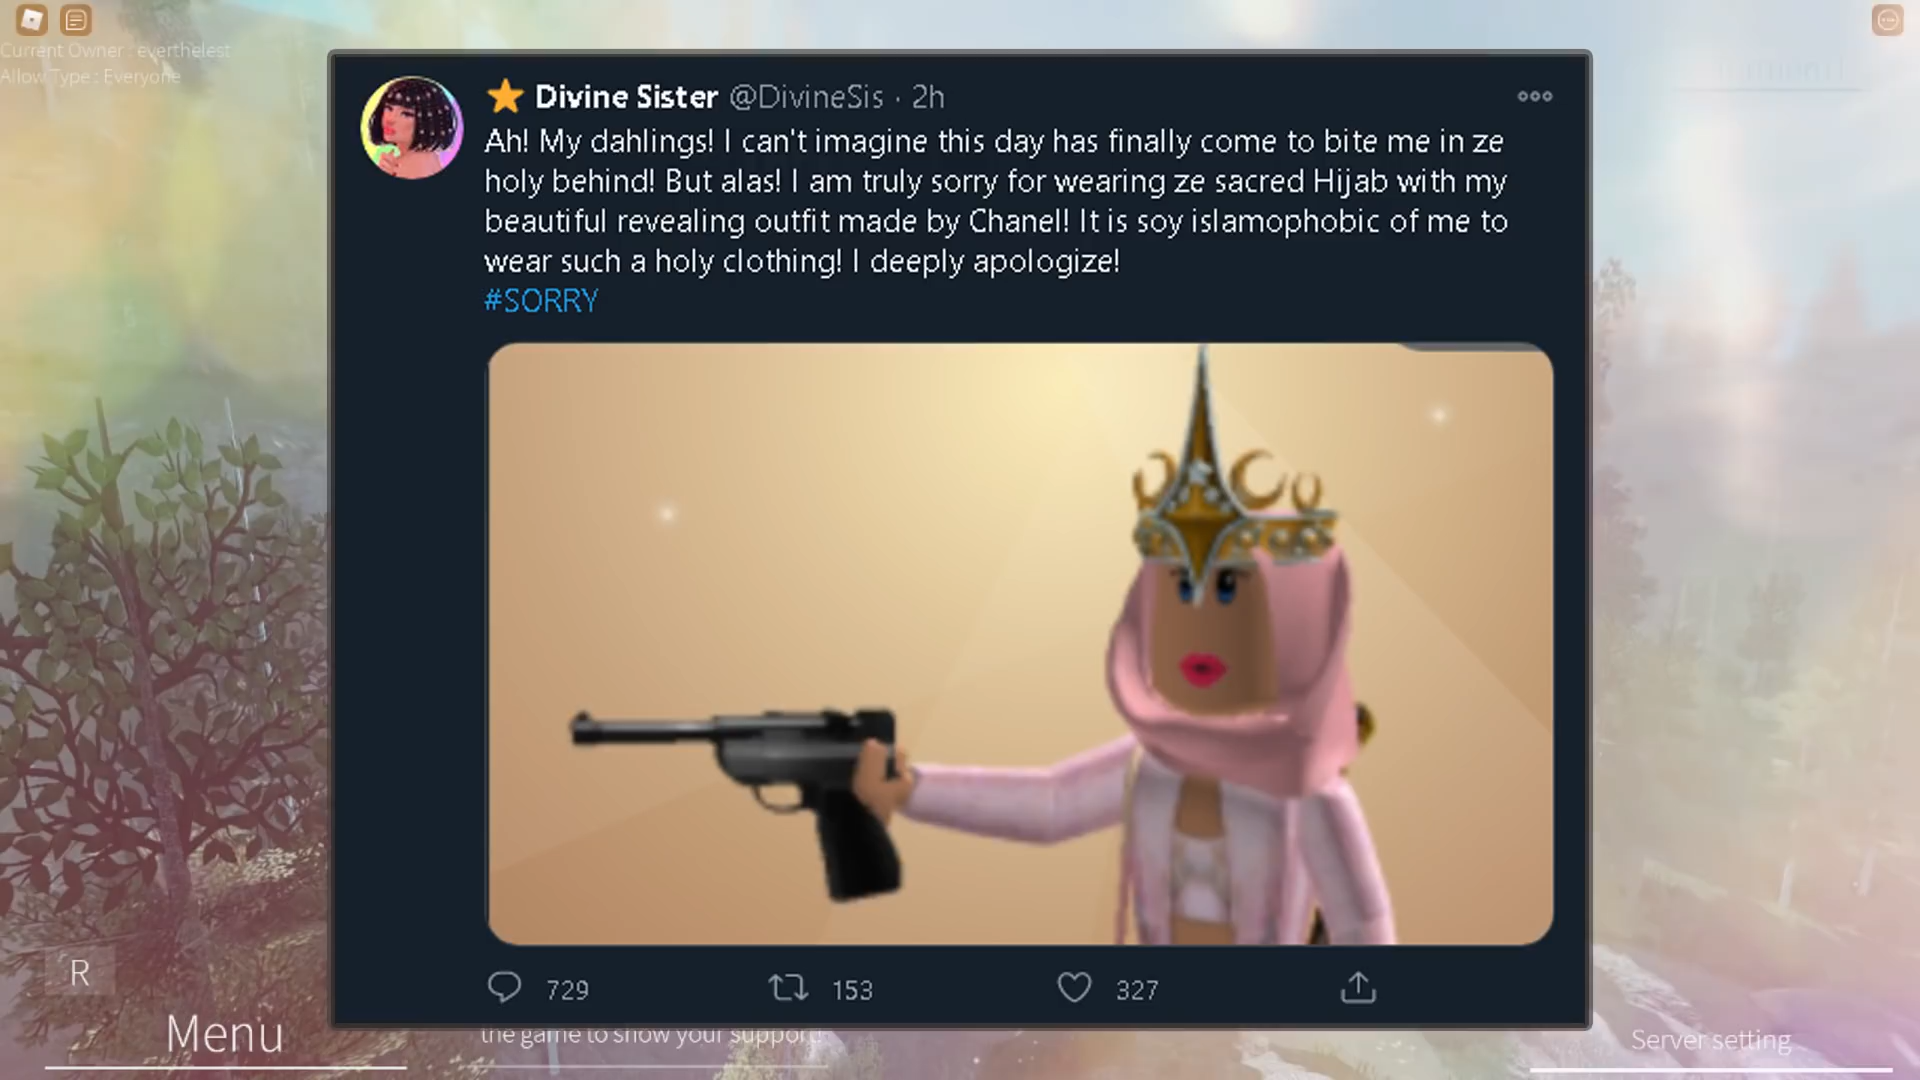 Current Owner : everthelest
Allow Type : Everyone
Divine Sister @DivineSis · 2h
Ah! My dahlings! I can't imagine this day has finally come to bite me in ze
holy behind! But alas! I am truly sorry for wearing ze sacred Hijab with my
beautiful revealing outfit made by Chanel! It is soy islamophobic of me to
wear such a holy clothing! I deeply apologize!
#SORRY
729 153 327
R
Menu
the game to show your support!
Server setting